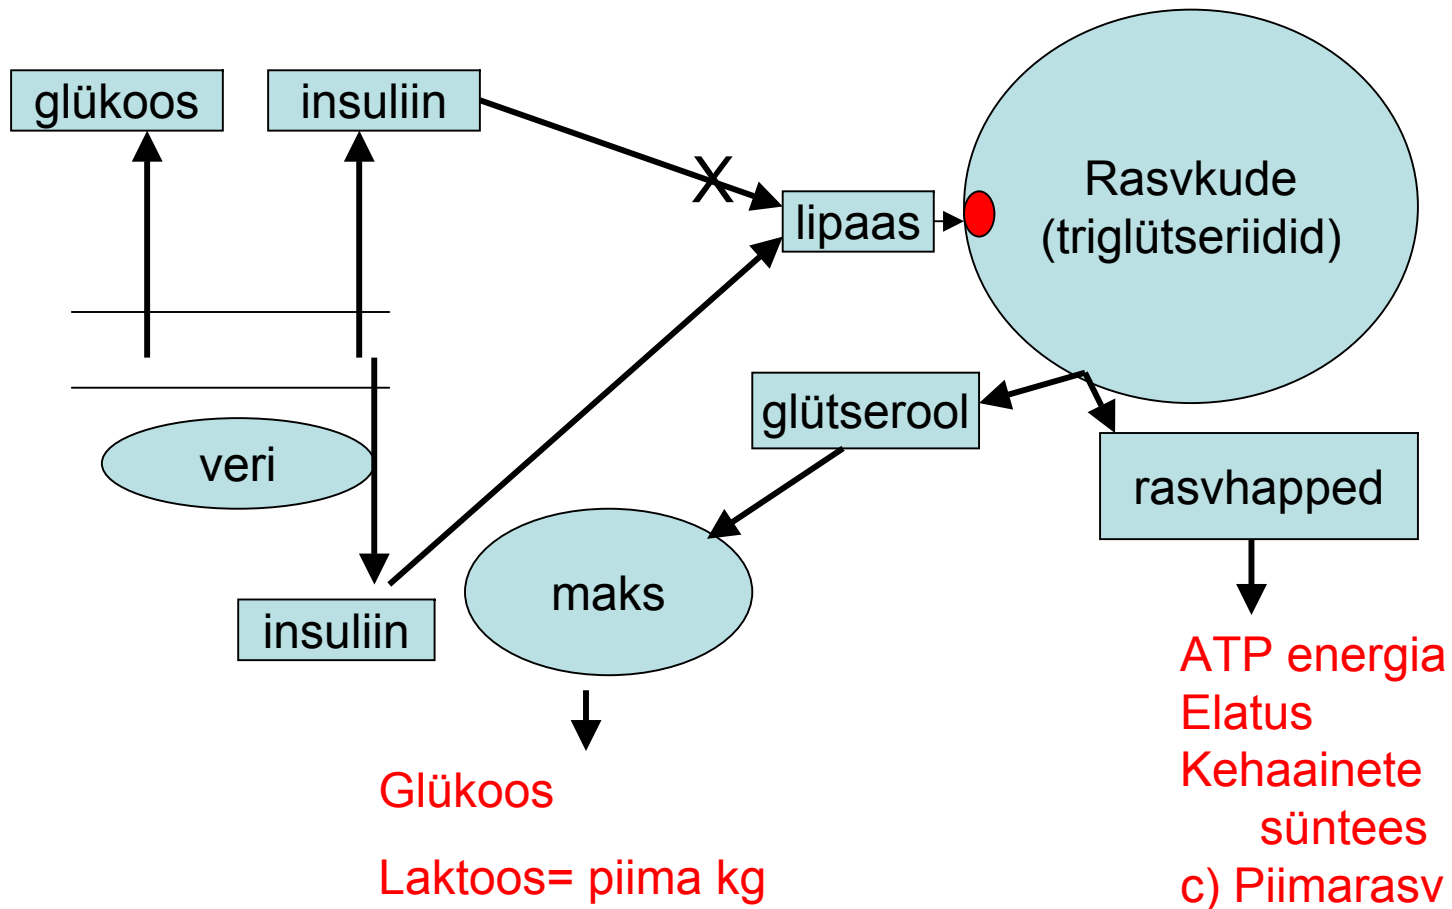 glükoos
insuliin
X
lipaas
Rasvkude
(triglütseriidid)
glütserool
veri
rasvhapped
maks
insuliin
ATP energia
Elatus
Kehaainete
süntees
c) Piimarasv
Glükoos
Laktoos= piima kg